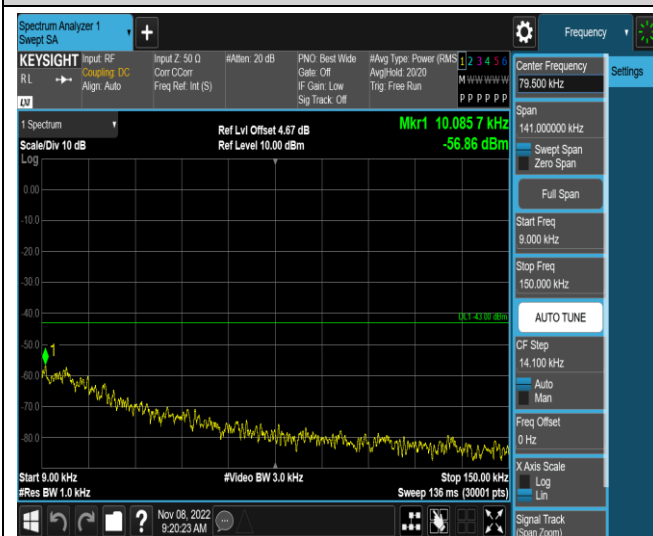 Spectrum Analyzer 1
Swept SA
Frequency
KEYSIGHT
RL
LXI
Input: RF
Coupling: DC
Align: Auto
Input Z: 50 Ω
Corr CCorr
Freq Ref: Int (S)
#Atten: 20 dB
PNO: Best Wide
Gate: Off
IF Gain: Low
Sig Track: Off
#Avg Type: Power (RMS
Avg|Hold: 20/20
Trig: Free Run
1 2 3 4 5 6
M W W W W W
P P P P P P
1 Spectrum
Scale/Div 10 dB
Ref Lvl Offset 4.67 dB
Ref Level 10.00 dBm
Mkr1 10.085 7 kHz
-56.86 dBm
Log
0.00
-10.0
-20.0
-30.0
-40.0
-50.0
-60.0
-70.0
-80.0
DL1 -43.00 dBm
1
Start 9.00 kHz
#Res BW 1.0 kHz
#Video BW 3.0 kHz
Stop 150.00 kHz
Sweep 136 ms (30001 pts)
?
Nov 08, 2022
9:20:23 AM
Center Frequency
79.500 kHz
Settings
Span
141.000000 kHz
Swept Span
Zero Span
Full Span
Start Freq
9.000 kHz
Stop Freq
150.000 kHz
AUTO TUNE
CF Step
14.100 kHz
Auto
Man
Freq Offset
0 Hz
X Axis Scale
Log
Lin
Signal Track
(Span Zoom)